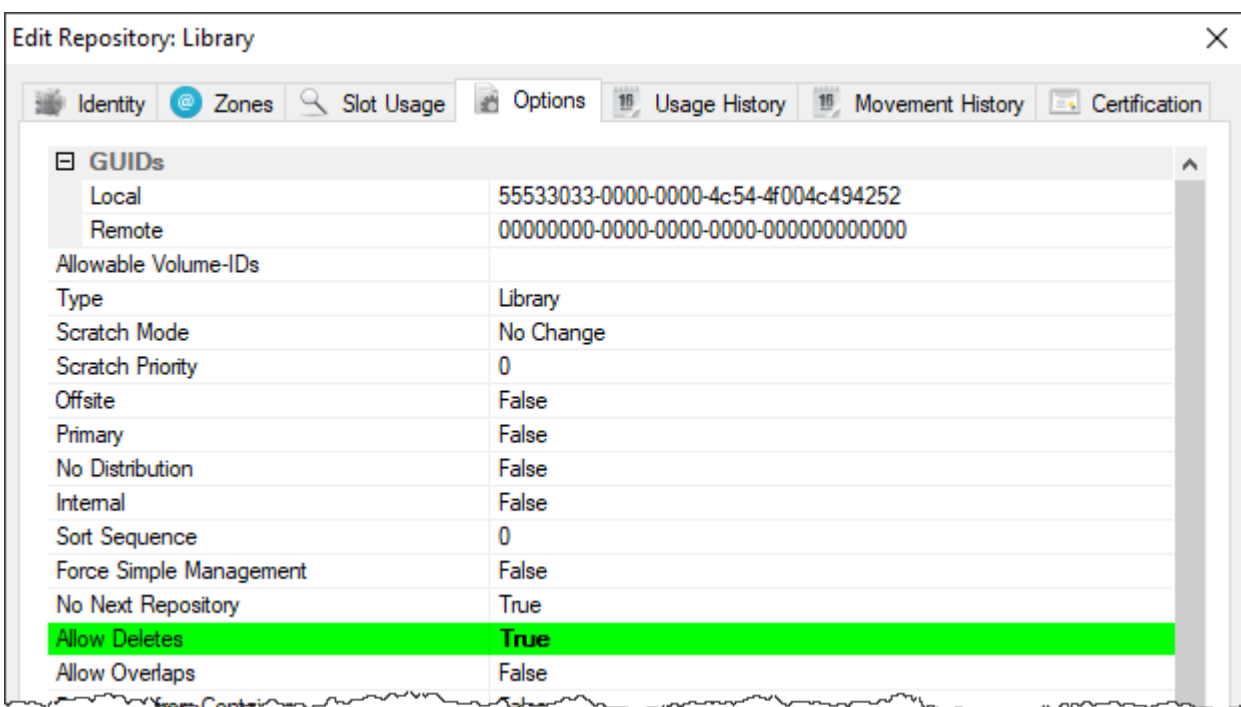 Edit Repository: Library
Identity Zones Slot Usage Options Usage History Movement History Certification
GUIDs
Local 55533033-0000-0000-4c54-4f004c494252
Remote 00000000-0000-0000-0000-000000000000
Allowable Volume-IDs
Type Library
Scratch Mode No Change
Scratch Priority 0
Offsite False
Primary False
No Distribution False
Internal False
Sort Sequence 0
Force Simple Management False
No Next Repository True
Allow Deletes True
Allow Overlaps False